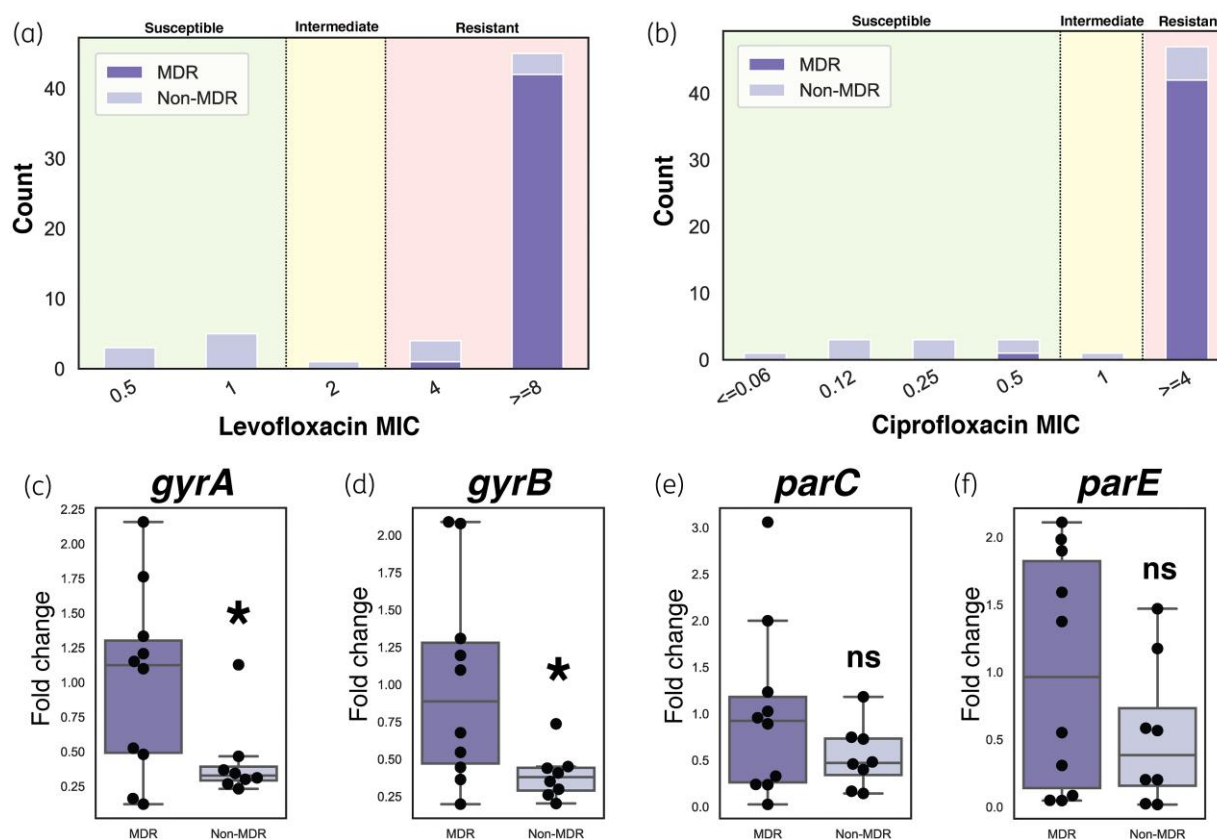 (a)
Susceptible Intermediate Resistant
MDR
Non-MDR
Count
40
30
20
10
0
0.5 1 2 4 >=8
Levofloxacin MIC
(b)
Susceptible Intermediate Resistant
MDR
Non-MDR
Count
40
30
20
10
0
<=0.06 0.12 0.25 0.5 1 >=4
Ciprofloxacin MIC
(c)
gyrA
Fold change
2.25
2.00
1.75
1.50
1.25
1.00
0.75
0.50
0.25
*
MDR Non-MDR
(d)
gyrB
Fold change
2.00
1.75
1.50
1.25
1.00
0.75
0.50
0.25
*
MDR Non-MDR
(e)
parC
Fold change
3.0
2.5
2.0
1.5
1.0
0.5
0.0
ns
MDR Non-MDR
(f)
parE
Fold change
2.0
1.5
1.0
0.5
0.0
ns
MDR Non-MDR